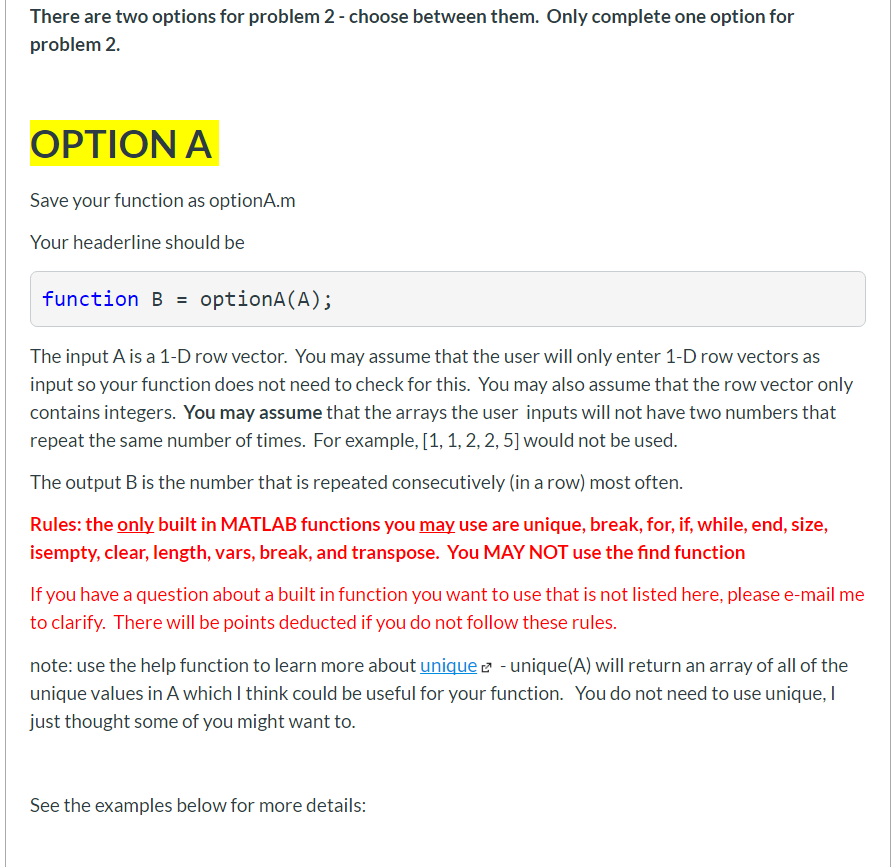 There are two options for problem 2 - choose between them.  Only complete one option for
problem 2.
OPTION A
Save your function as optionA.m
Your headerline should be
function B = optionA(A);
The input A is a 1-D row vector.  You may assume that the user will only enter 1-D row vectors as
input so your function does not need to check for this.  You may also assume that the row vector only
contains integers.  You may assume that the arrays the user  inputs will not have two numbers that
repeat the same number of times.  For example, [1, 1, 2, 2, 5] would not be used.
The output B is the number that is repeated consecutively (in a row) most often.
Rules: the only built in MATLAB functions you may use are unique, break, for, if, while, end, size,
isempty, clear, length, vars, break, and transpose.  You MAY NOT use the find function
If you have a question about a built in function you want to use that is not listed here, please e-mail me
to clarify.  There will be points deducted if you do not follow these rules.
note: use the help function to learn more about unique - unique(A) will return an array of all of the
unique values in A which I think could be useful for your function.   You do not need to use unique, I
just thought some of you might want to.
See the examples below for more details: